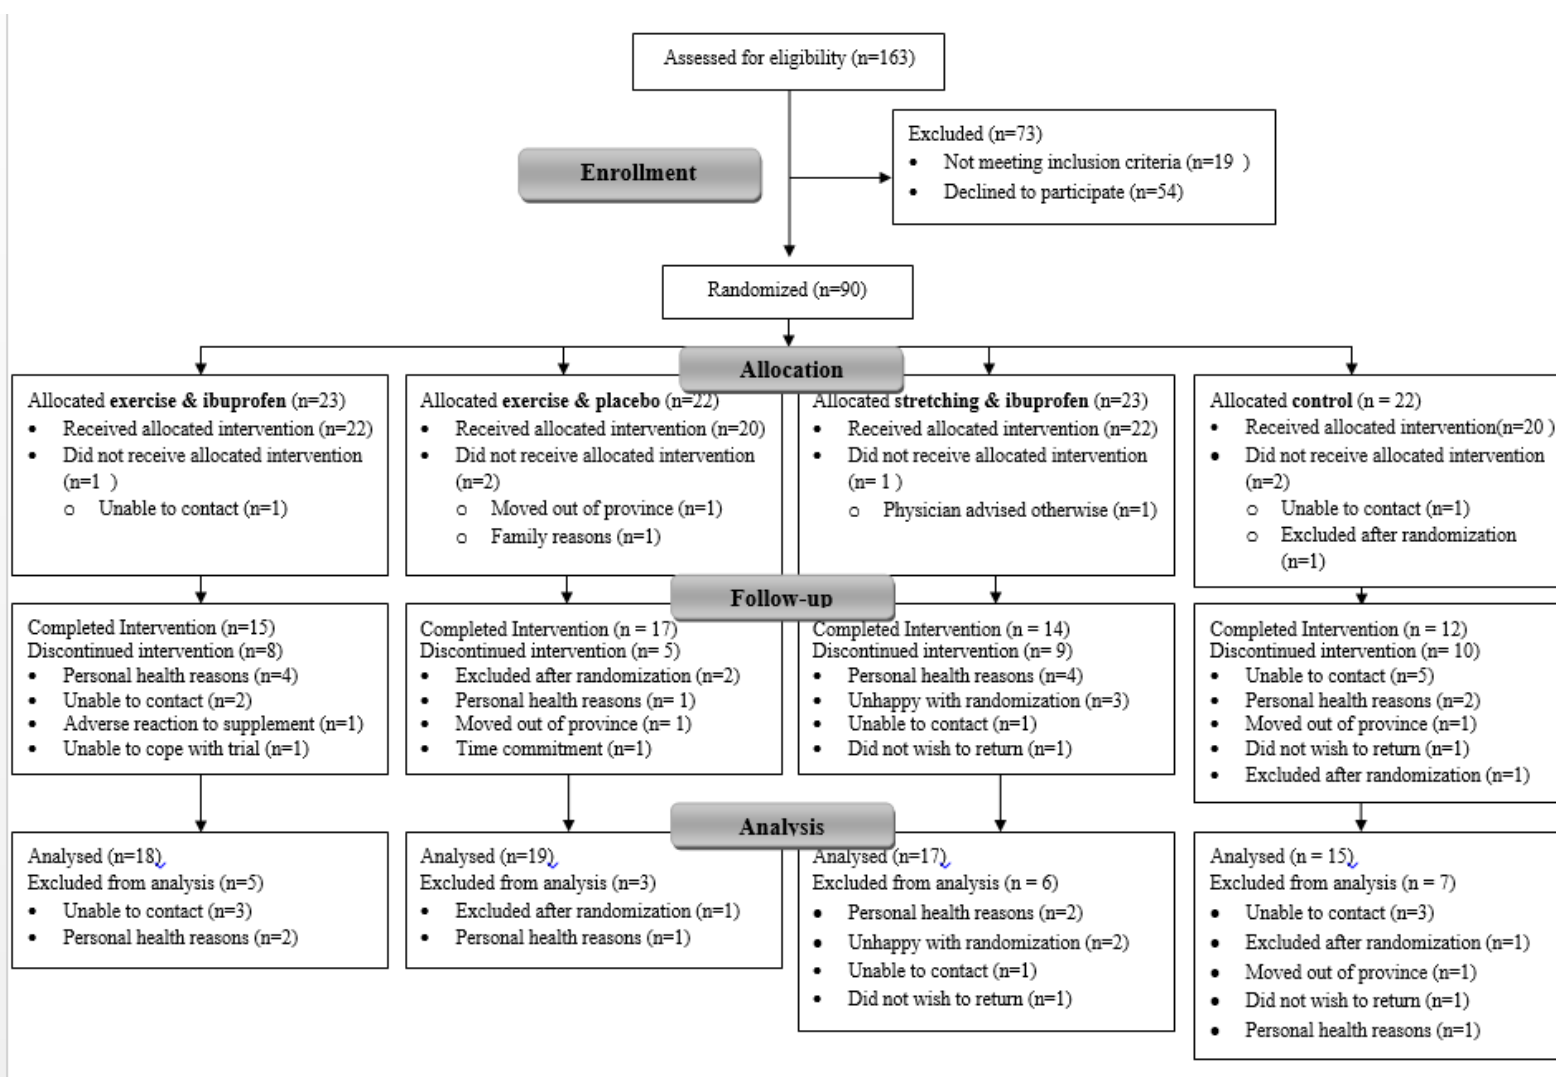 Assessed for eligibility (n=163)
Excluded (n=73)
• Not meeting inclusion criteria (n=19 )
• Declined to participate (n=54)
Enrollment
Randomized (n=90)
Allocation
Allocated exercise & ibuprofen (n=23)
• Received allocated intervention (n=22)
• Did not receive allocated intervention
(n=1 )
o Unable to contact (n=1)
Allocated exercise & placebo (n=22)
• Received allocated intervention (n=20)
• Did not receive allocated intervention
(n=2)
o Moved out of province (n=1)
o Family reasons (n=1)
Allocated stretching & ibuprofen (n=23)
• Received allocated intervention (n=22)
• Did not receive allocated intervention
(n= 1 )
o Physician advised otherwise (n=1)
Allocated control (n = 22)
• Received allocated intervention(n=20 )
• Did not receive allocated intervention
(n=2)
o Unable to contact (n=1)
o Excluded after randomization
(n=1)
Follow-up
Completed Intervention (n=15)
Discontinued intervention (n=8)
• Personal health reasons (n=4)
• Unable to contact (n=2)
• Adverse reaction to supplement (n=1)
• Unable to cope with trial (n=1)
Completed Intervention (n = 17)
Discontinued intervention (n= 5)
• Excluded after randomization (n=2)
• Personal health reasons (n= 1)
• Moved out of province (n= 1)
• Time commitment (n=1)
Completed Intervention (n = 14)
Discontinued intervention (n= 9)
• Personal health reasons (n=4)
• Unhappy with randomization (n=3)
• Unable to contact (n=1)
• Did not wish to return (n=1)
Completed Intervention (n = 12)
Discontinued intervention (n= 10)
• Unable to contact (n=5)
• Personal health reasons (n=2)
• Moved out of province (n=1)
• Did not wish to return (n=1)
• Excluded after randomization (n=1)
Analysis
Analysed (n=18)
Excluded from analysis (n=5)
• Unable to contact (n=3)
• Personal health reasons (n=2)
Analysed (n=19)
Excluded from analysis (n=3)
• Excluded after randomization (n=1)
• Personal health reasons (n=1)
Analysed (n=17)
Excluded from analysis (n = 6)
• Personal health reasons (n=2)
• Unhappy with randomization (n=2)
• Unable to contact (n=1)
• Did not wish to return (n=1)
Analysed (n = 15)
Excluded from analysis (n = 7)
• Unable to contact (n=3)
• Excluded after randomization (n=1)
• Moved out of province (n=1)
• Did not wish to return (n=1)
• Personal health reasons (n=1)